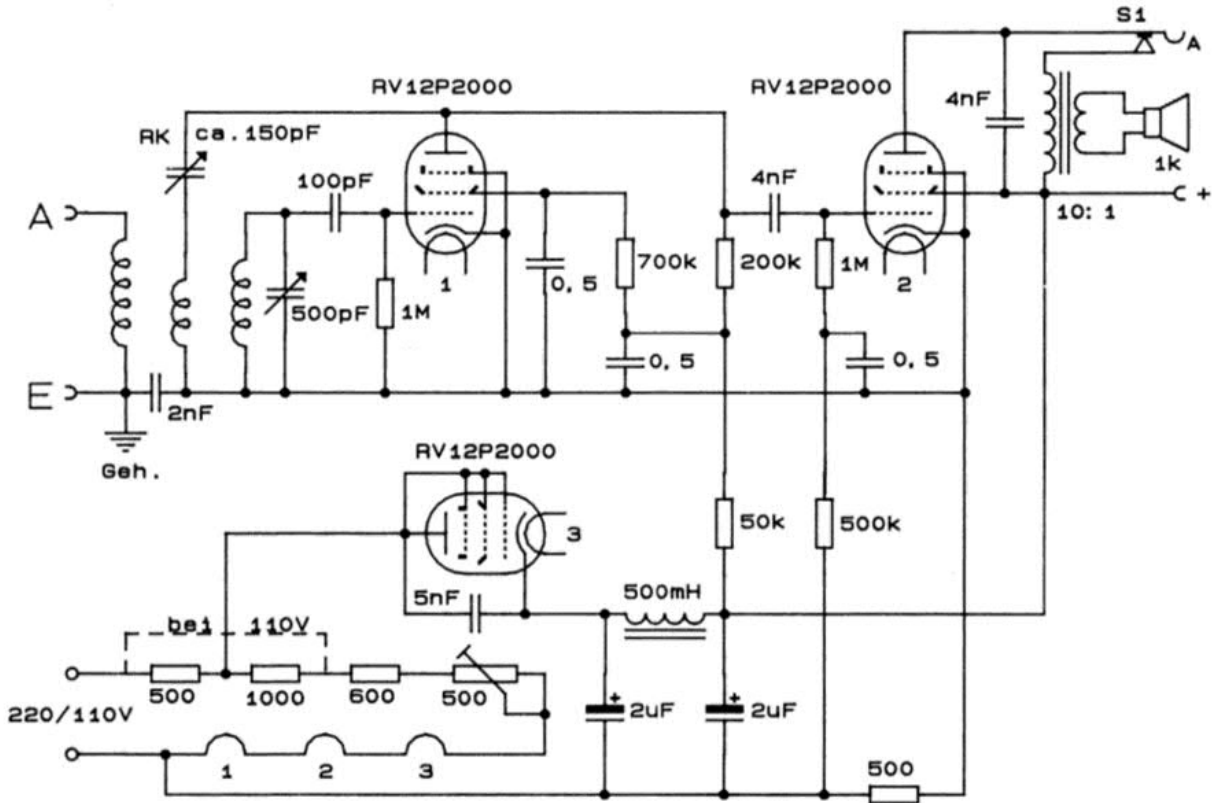 S1
A
RV12P2000
RV12P2000
4nF
RK
ca. 150pF
100pF
4nF
1k
A
+
10: 1
700k
200k
1M
1
0,5
2
500pF
1M
0,5
0,5
E
2nF
Geh.
RV12P2000
3
50k
500k
5nF
500mH
bei 110V
500
1000
600
500
2uF
2uF
220/110V
1
2
3
500
+
+